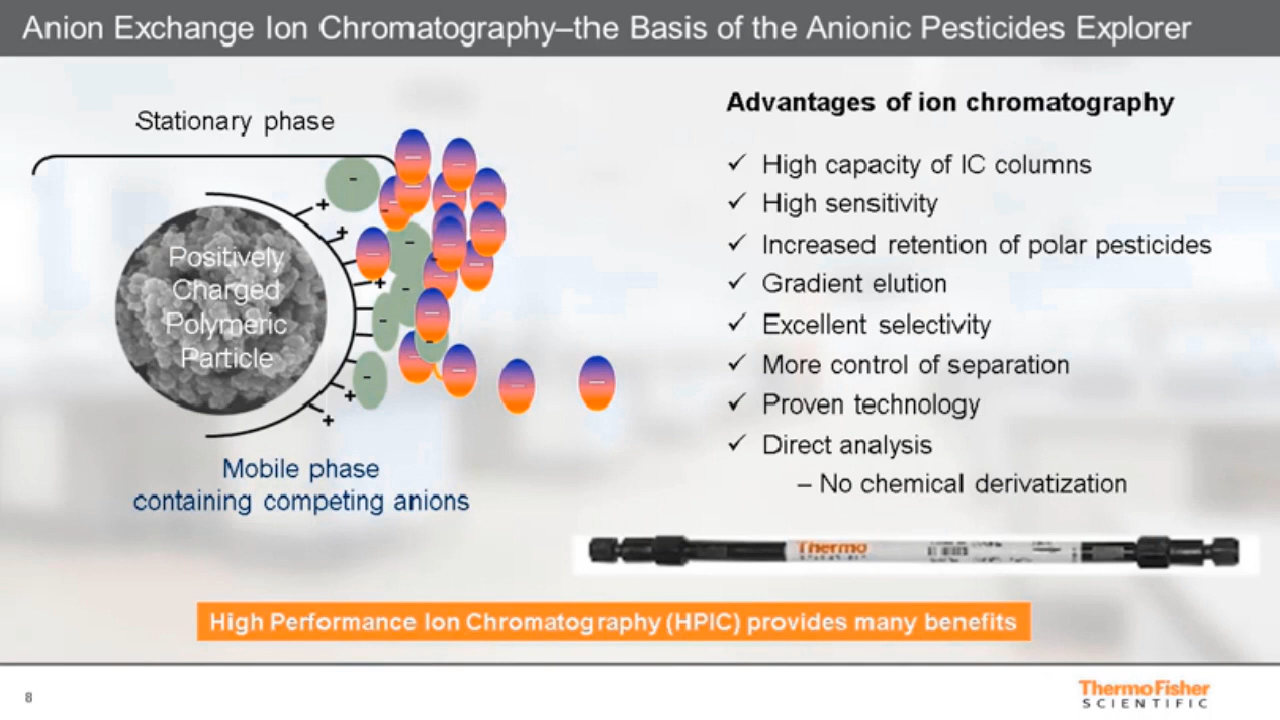 Anion Exchange Ion Chromatography–the Basis of the Anionic Pesticides Explorer
Stationary phase
Positively
Charged
Polymeric
Particle
Mobile phase
containing competing anions
Advantages of ion chromatography
✓ High capacity of IC columns
✓ High sensitivity
✓ Increased retention of polar pesticides
✓ Gradient elution
✓ Excellent selectivity
✓ More control of separation
✓ Proven technology
✓ Direct analysis
– No chemical derivatization
Thermo
High Performance Ion Chromatography (HPIC) provides many benefits
8
ThermoFisher
SCIENTIFIC